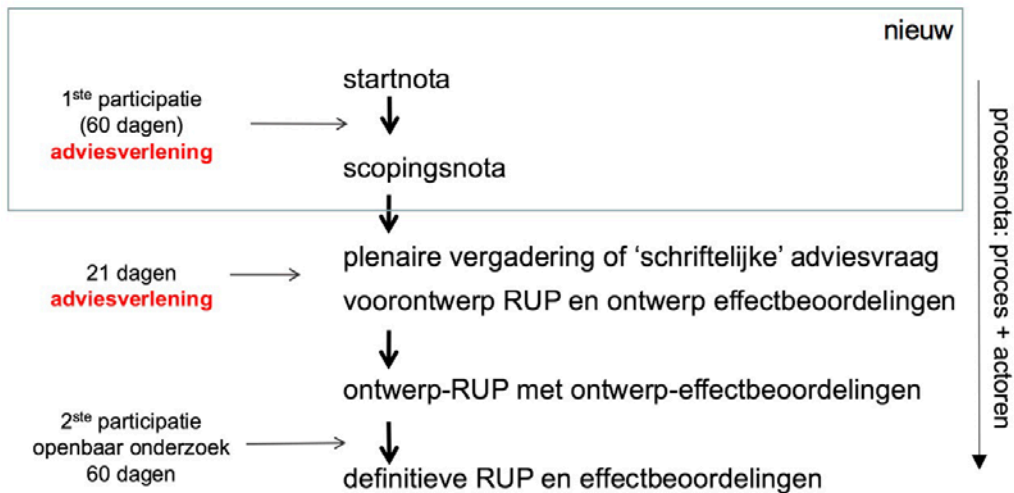 nieuw
startnota
1ste participatie
(60 dagen)
adviesverlening
scopingsnota
plenaire vergadering of ‘schriftelijke’ adviesvraag
21 dagen
adviesverlening
voorontwerp RUP en ontwerp effectbeoordelingen
ontwerp-RUP met ontwerp-effectbeoordelingen
2ste participatie
openbaar onderzoek
60 dagen
definitieve RUP en effectbeoordelingen
procesnota: proces + actoren